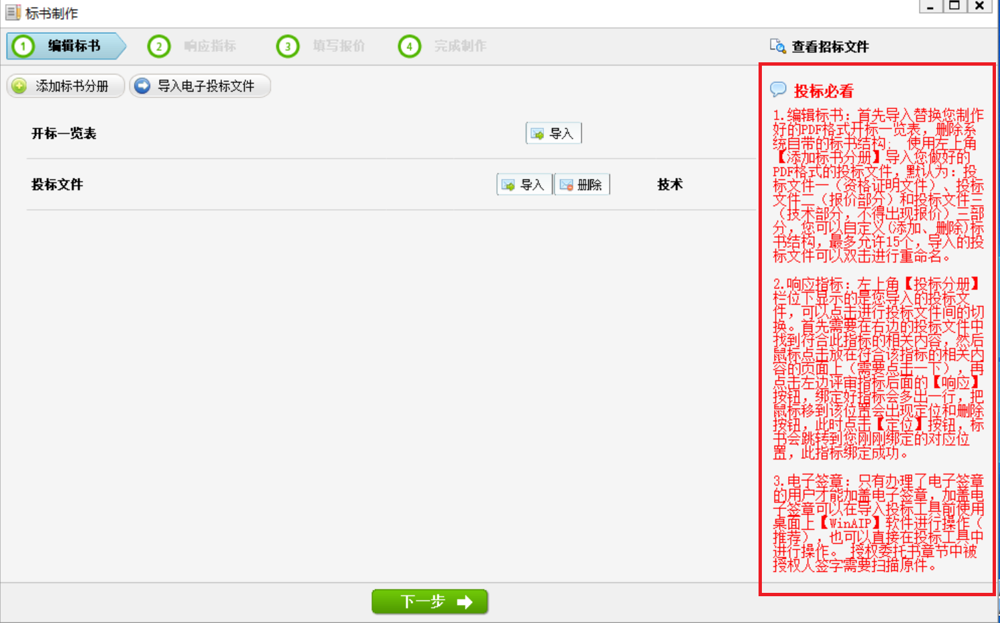 标书制作
1 编辑标书 2 响应指标 3 填写报价 4 完成制作 查看招标文件
添加标书分册 导入电子投标文件
开标一览表 导入
投标文件 导入 删除 技术
下一步
投标必看
1.编辑标书：首先导入替换您制作
好的PDF格式开标一览表，删除系
统自带的标书结构； 使用左上角
【添加标书分册】导入您做好的
PDF格式的投标文件，默认为：投
标文件一（资格证明文件）、投标
文件二（报价部分）和投标文件三
（技术部分，不得出现报价）三部
分，您可以自定义(添加、删除)标
书结构，最多允许15个，导入的投
标文件可以双击进行重命名。
2.响应指标：左上角【投标分册】
栏位下显示的是您导入的投标文
件，可以点击进行投标文件间的切
换。首先需要在右边的投标文件中
找到符合此指标的相关内容，然后
鼠标点击放在符合该指标的相关内
容的页面上（需要点击一下），再
点击左边评审指标后面的【响应】
按钮，绑定好指标会多出一行，把
鼠标移到该位置会出现定位和删除
按钮，此时点击【定位】按钮，标
书会跳转到您刚刚绑定的对应位
置，此指标绑定成功。
3.电子签章：只有办理了电子签章
的用户才能加盖电子签章，加盖电
子签章可以在导入投标工具前使用
桌面上【WinAIP】软件进行操作（
推荐），也可以直接在投标工具中
进行操作。 授权委托书章节中被
授权人签字需要扫描原件。